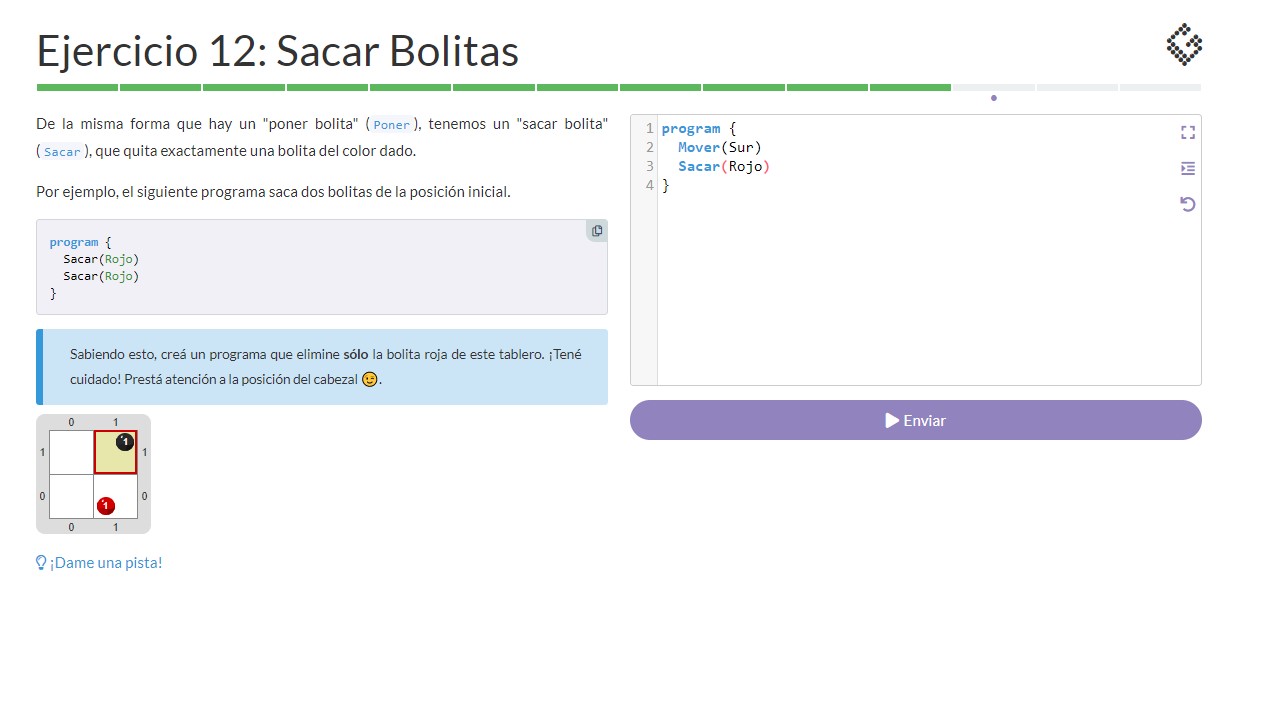 Ejercicio 12: Sacar Bolitas
De la misma forma que hay un "poner bolita" ( Poner ), tenemos un "sacar bolita"
( Sacar ), que quita exactamente una bolita del color dado.
Por ejemplo, el siguiente programa saca dos bolitas de la posición inicial.
program {
Sacar(Rojo)
Sacar(Rojo)
}
Sabiendo esto, creá un programa que elimine sólo la bolita roja de este tablero. ¡Tené
cuidado! Prestá atención a la posición del cabezal 😉.
0 1
1 1 1
0 1 0
0 1
¡Dame una pista!
1 program {
2 Mover(Sur)
3 Sacar(Rojo)
4 }
Enviar